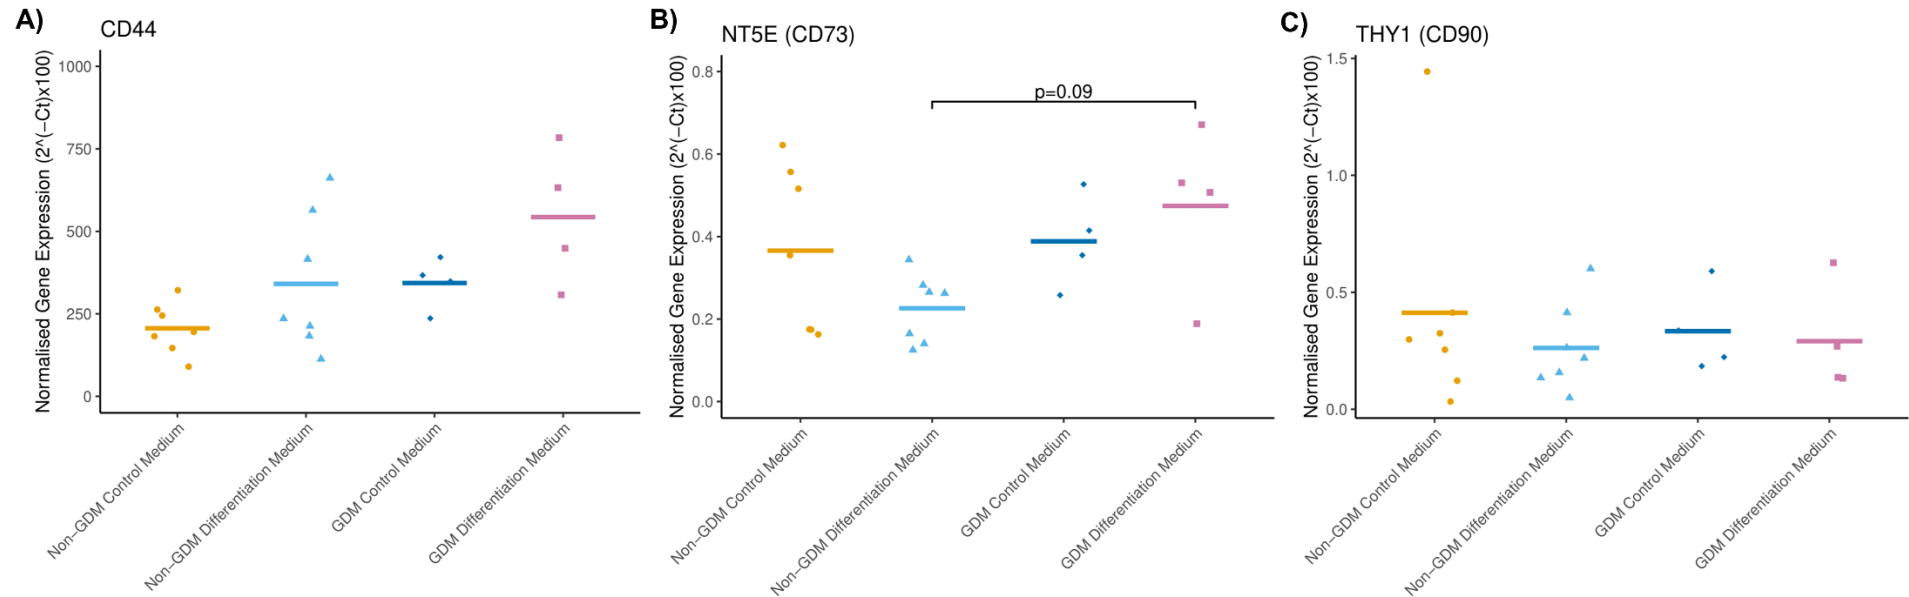 A)
CD44
Normalised Gene Expression (2^(−Ct)x100)
1000
750
500
250
0
Non−GDM Control Medium
Non−GDM Differentiation Medium
GDM Control Medium
GDM Differentiation Medium
B)
NT5E (CD73)
Normalised Gene Expression (2^(−Ct)x100)
0.8
0.6
0.4
0.2
0.0
p=0.09
Non−GDM Control Medium
Non−GDM Differentiation Medium
GDM Control Medium
GDM Differentiation Medium
C)
THY1 (CD90)
Normalised Gene Expression (2^(−Ct)x100)
1.5
1.0
0.5
0.0
Non−GDM Control Medium
Non−GDM Differentiation Medium
GDM Control Medium
GDM Differentiation Medium